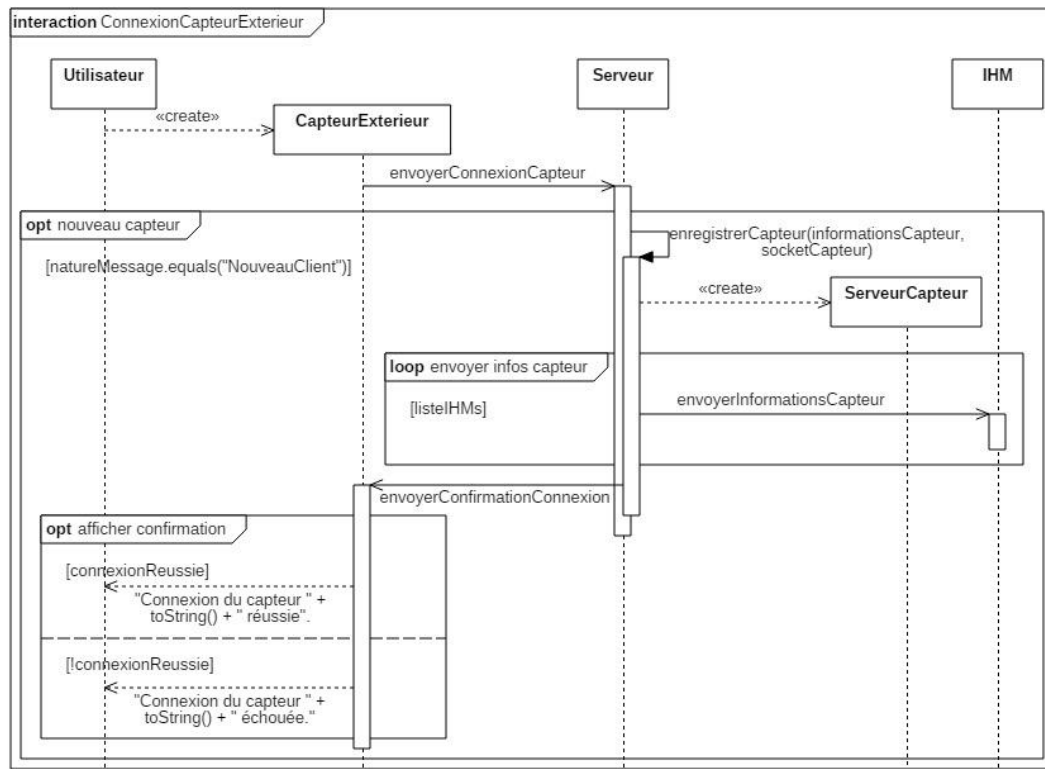 interaction ConnexionCapteurExterieur
Utilisateur
Serveur
IHM
«create»
CapteurExterieur
envoyerConnexionCapteur
opt nouveau capteur
enregistrerCapteur(informationsCapteur,
socketCapteur)
[natureMessage.equals("NouveauClient")]
«create»
ServeurCapteur
loop envoyer infos capteur
[listeIHMs]
envoyerInformationsCapteur
envoyerConfirmationConnexion
opt afficher confirmation
[connexionReussie]
"Connexion du capteur " +
toString() + " réussie".
[!connexionReussie]
"Connexion du capteur " +
toString() + " échouée."